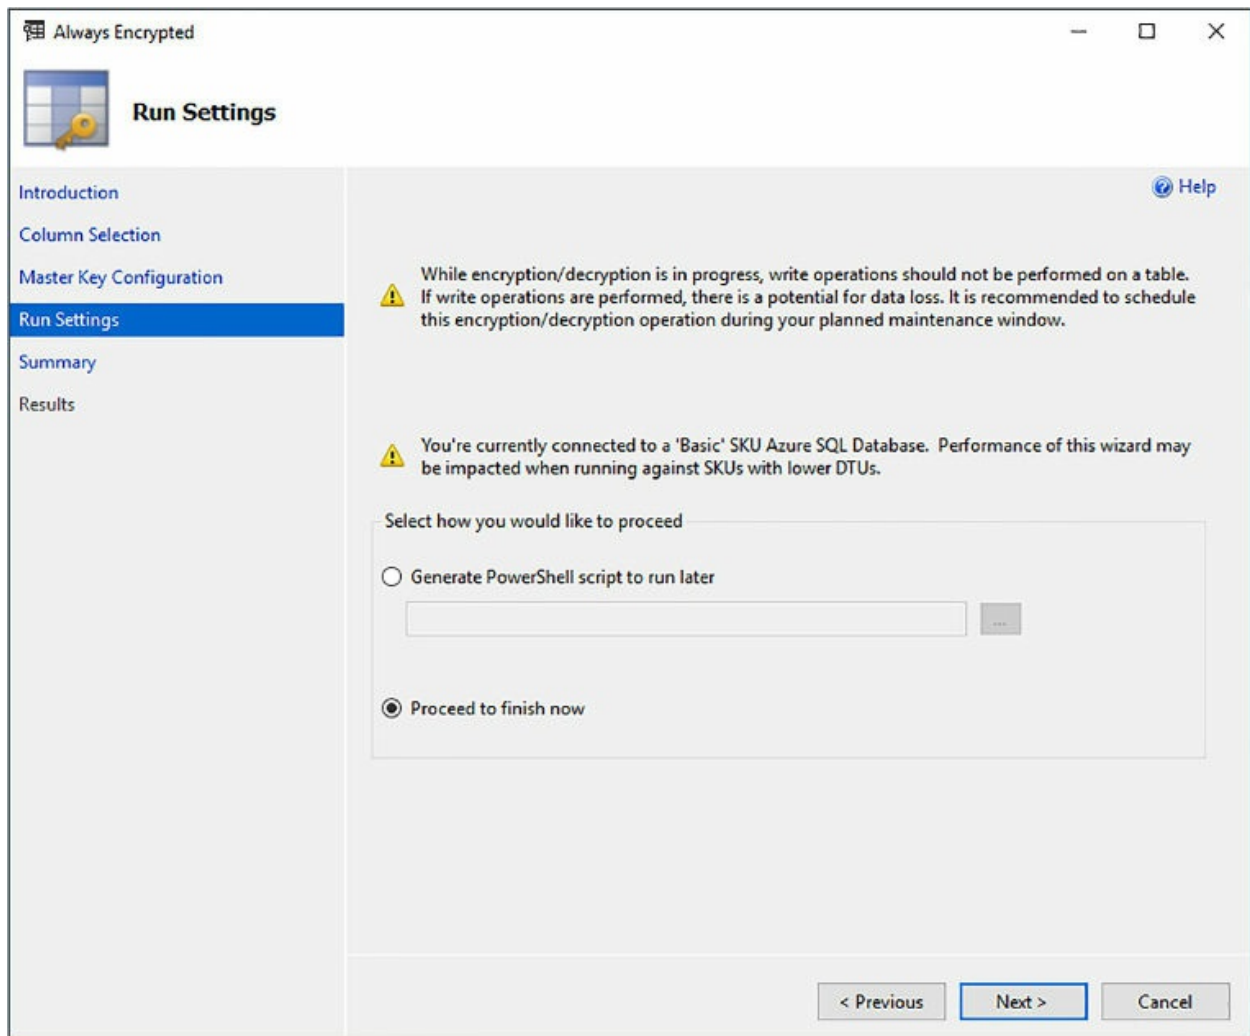 Always Encrypted
Run Settings
Introduction
Column Selection
Master Key Configuration
Run Settings
Summary
Results
Help
While encryption/decryption is in progress, write operations should not be performed on a table.
If write operations are performed, there is a potential for data loss. It is recommended to schedule
this encryption/decryption operation during your planned maintenance window.
You're currently connected to a 'Basic' SKU Azure SQL Database.  Performance of this wizard may
be impacted when running against SKUs with lower DTUs.
Select how you would like to proceed
Generate PowerShell script to run later
...
Proceed to finish now
< Previous
Next >
Cancel